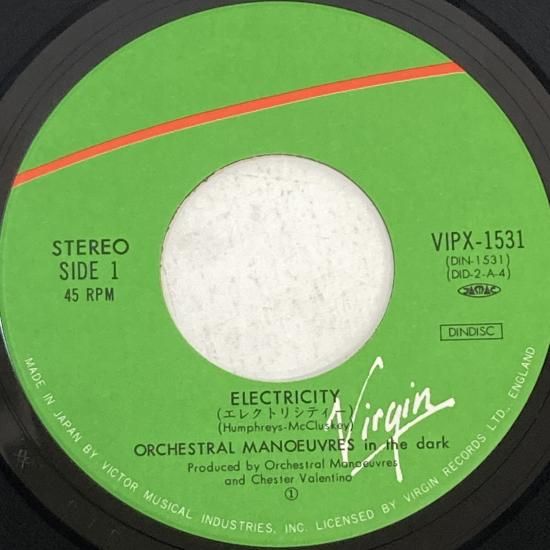 STEREO
SIDE 1
45 RPM
VIPX-1531
(DIN-1531)
(DID-2-A-4)
JASRAC
DINDISC
ELECTRICITY
(エレクトリシティー)
(Humphreys-McCluskey)
Virgin
ORCHESTRAL MANOEUVRES in the dark
Produced by Orchestral Manoeuvres
and Chester Valentino
①
MADE IN JAPAN BY VICTOR MUSICAL INDUSTRIES, INC. LICENSED BY VIRGIN RECORDS LTD., ENGLAND